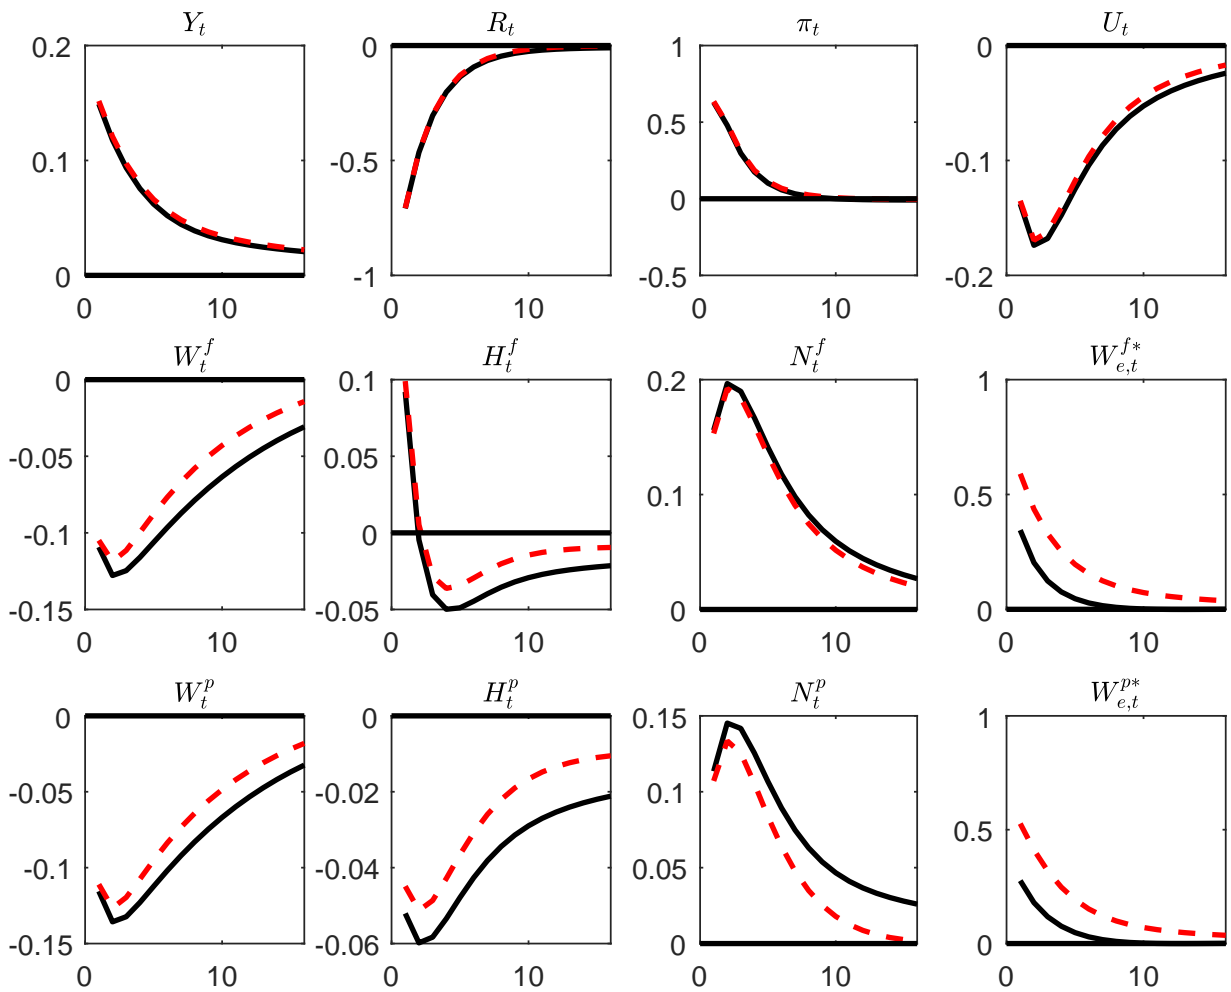 Y_t R_t π_t U_t
0.2 0 1 0
0.1 -0.5 0.5 -0.1
0 -1 0 -0.2
-0.5
0 10 0 10 0 10 0 10
W_t^f H_t^f N_t^f W_{e,t}^{f*}
0 0.1 0.2 1
-0.05 0.05 0.1 0.5
-0.1 0 0 0
-0.15 -0.05
0 10 0 10 0 10 0 10
W_t^p H_t^p N_t^p W_{e,t}^{p*}
0 0 0.15 1
-0.05 -0.02 0.1 0.5
-0.1 -0.04 0.05 0
-0.15 -0.06 0
0 10 0 10 0 10 0 10